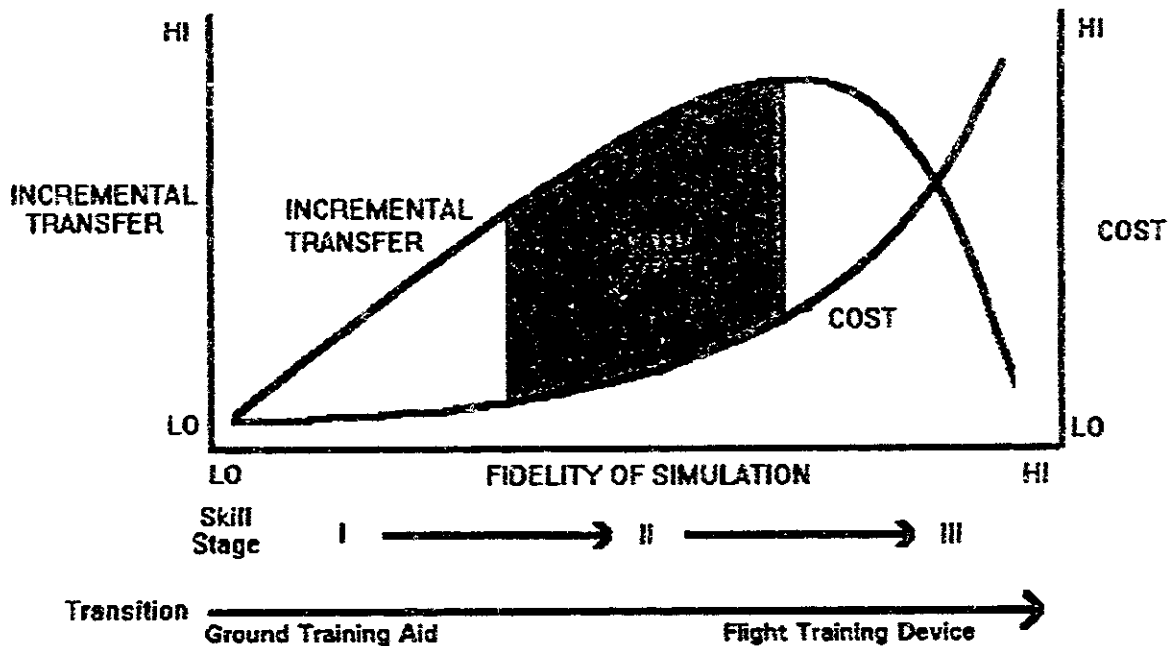 HI
HI
INCREMENTAL
TRANSFER
INCREMENTAL
TRANSFER
COST
COST
LO
LO
LO
FIDELITY OF SIMULATION
HI
Skill
Stage
I
II
III
Transition
Ground Training Aid
Flight Training Device